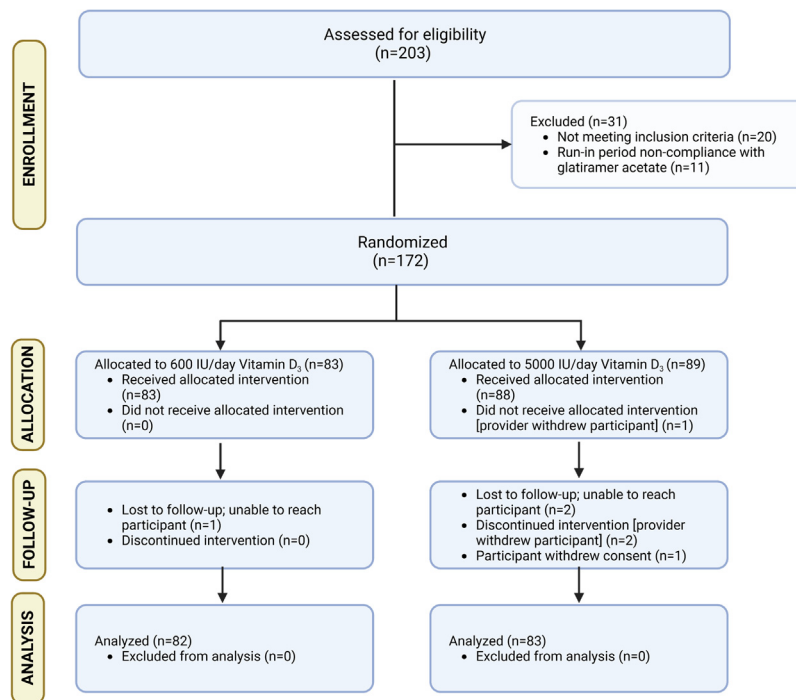 ENROLLMENT
Assessed for eligibility
(n=203)
Excluded (n=31)
• Not meeting inclusion criteria (n=20)
• Run-in period non-compliance with
glatiramer acetate (n=11)
Randomized
(n=172)
ALLOCATION
Allocated to 600 IU/day Vitamin D₃ (n=83)
• Received allocated intervention
(n=83)
• Did not receive allocated intervention
(n=0)
Allocated to 5000 IU/day Vitamin D₃ (n=89)
• Received allocated intervention
(n=88)
• Did not receive allocated intervention
[provider withdrew participant] (n=1)
FOLLOW-UP
• Lost to follow-up; unable to reach
participant (n=1)
• Discontinued intervention (n=0)
• Lost to follow-up; unable to reach
participant (n=2)
• Discontinued intervention [provider
withdrew participant] (n=2)
• Participant withdrew consent (n=1)
ANALYSIS
Analyzed (n=82)
• Excluded from analysis (n=0)
Analyzed (n=83)
• Excluded from analysis (n=0)